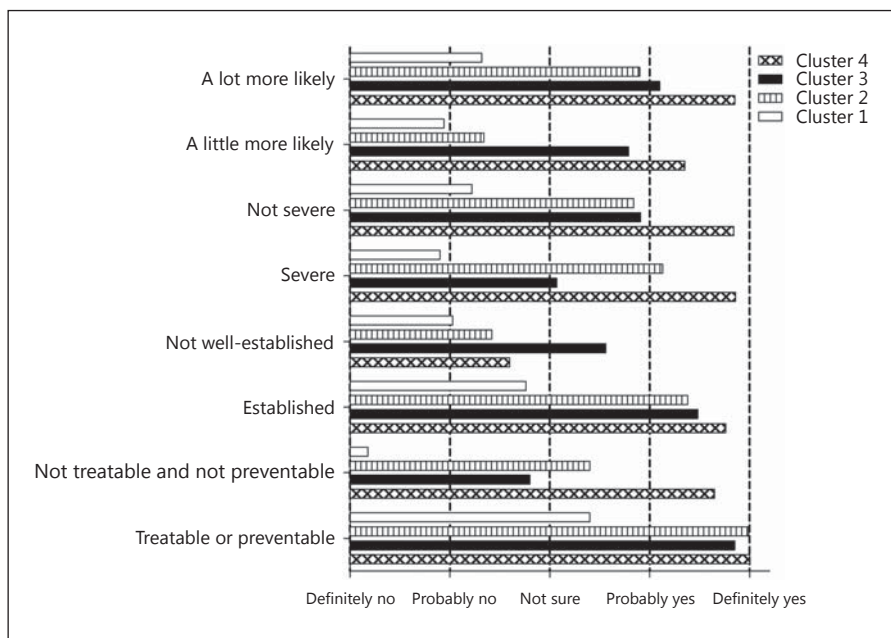 A lot more likely
A little more likely
Not severe
Severe
Not well-established
Established
Not treatable and not preventable
Treatable or preventable
Definitely no
Probably no
Not sure
Probably yes
Definitely yes
Cluster 4
Cluster 3
Cluster 2
Cluster 1